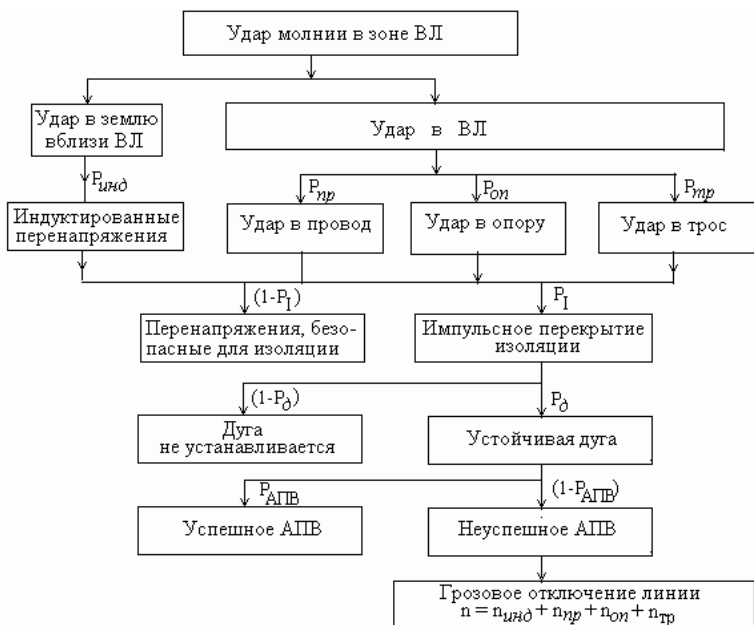 Удар молнии в зоне ВЛ
Удар в землю
вблизи ВЛ
Удар в ВЛ
Pинд
Pпр
Pоп
Pтр
Индуктированные
перенапряжения
Удар в провод
Удар в опору
Удар в трос
(1-PI)
PI
Перенапряжения, безо-
пасные для изоляции
Импульсное перекрытие
изоляции
(1-Pд)
Pд
Дуга
не устанавливается
Устойчивая дуга
PАПВ
(1-PАПВ)
Успешное АПВ
Неуспешное АПВ
Грозовое отключение линии
n = nинд + nпр + nоп + nтр